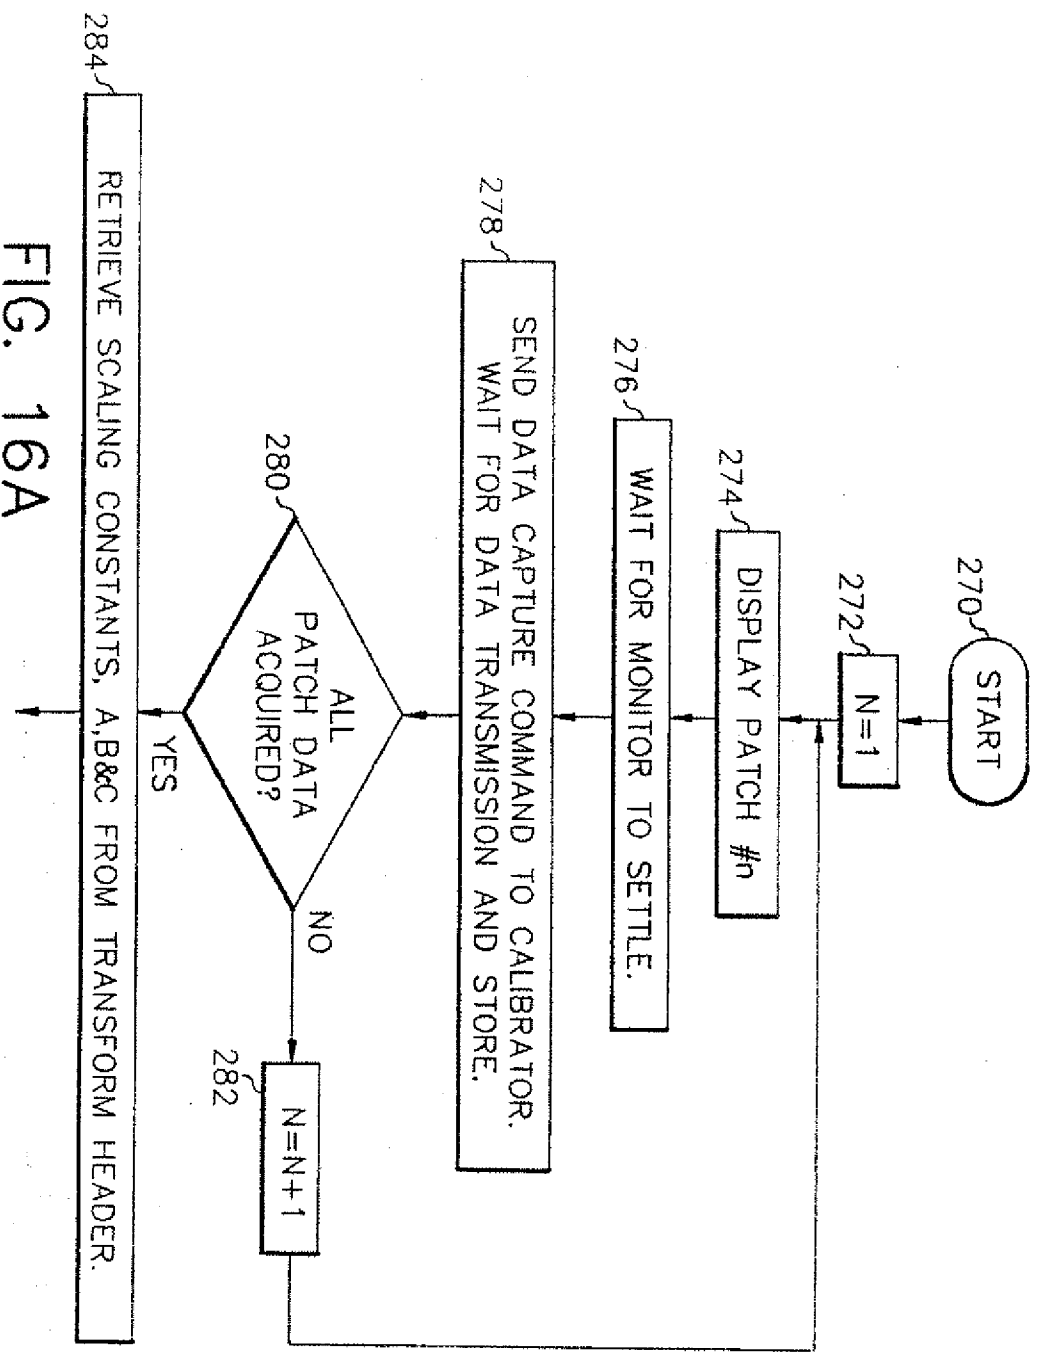 270
START
272
N=1
274
DISPLAY PATCH #n
276
WAIT FOR MONITOR TO SETTLE.
278
SEND DATA CAPTURE COMMAND TO CALIBRATOR.
WAIT FOR DATA TRANSMISSION AND STORE.
280
ALL
PATCH DATA
ACQUIRED?
NO
282
N=N+1
YES
284
RETRIEVE SCALING CONSTANTS, A,B&C FROM TRANSFORM HEADER.
FIG. 16A